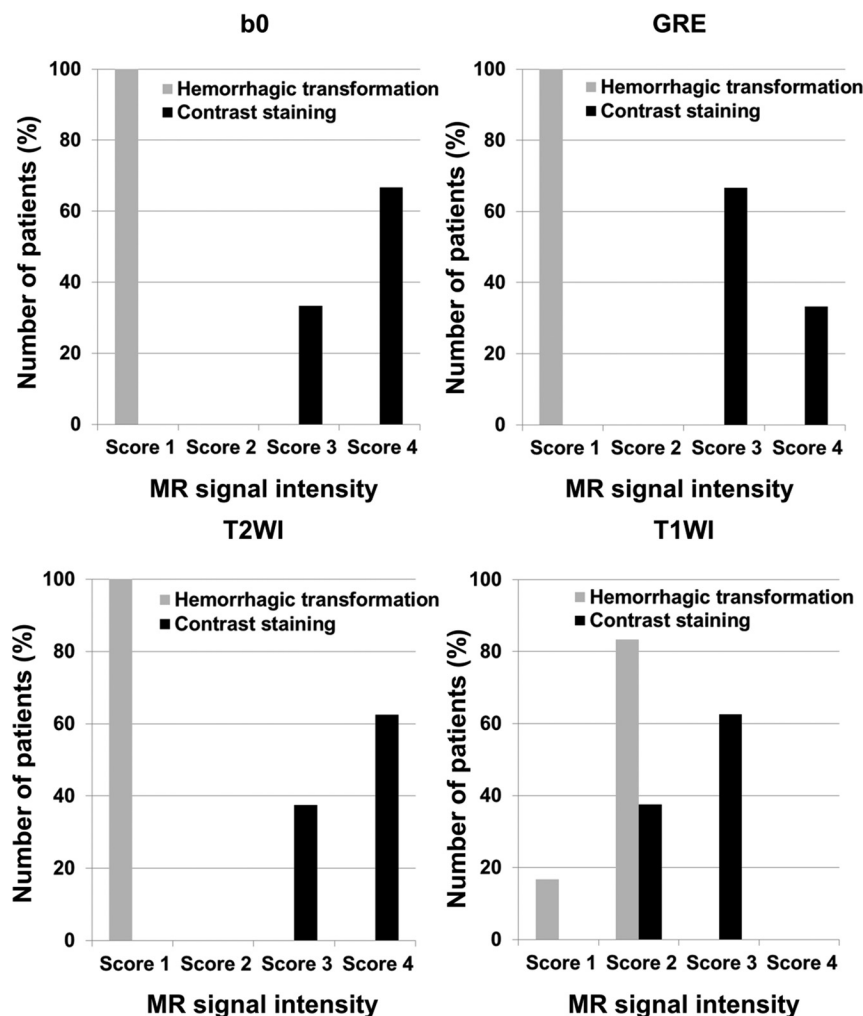 b0
Number of patients (%)
100
80
60
40
20
0
Hemorrhagic transformation
Contrast staining
Score 1 Score 2 Score 3 Score 4
MR signal intensity
GRE
Number of patients (%)
100
80
60
40
20
0
Hemorrhagic transformation
Contrast staining
Score 1 Score 2 Score 3 Score 4
MR signal intensity
T2WI
Number of patients (%)
100
80
60
40
20
0
Hemorrhagic transformation
Contrast staining
Score 1 Score 2 Score 3 Score 4
MR signal intensity
T1WI
Number of patients (%)
100
80
60
40
20
0
Hemorrhagic transformation
Contrast staining
Score 1 Score 2 Score 3 Score 4
MR signal intensity